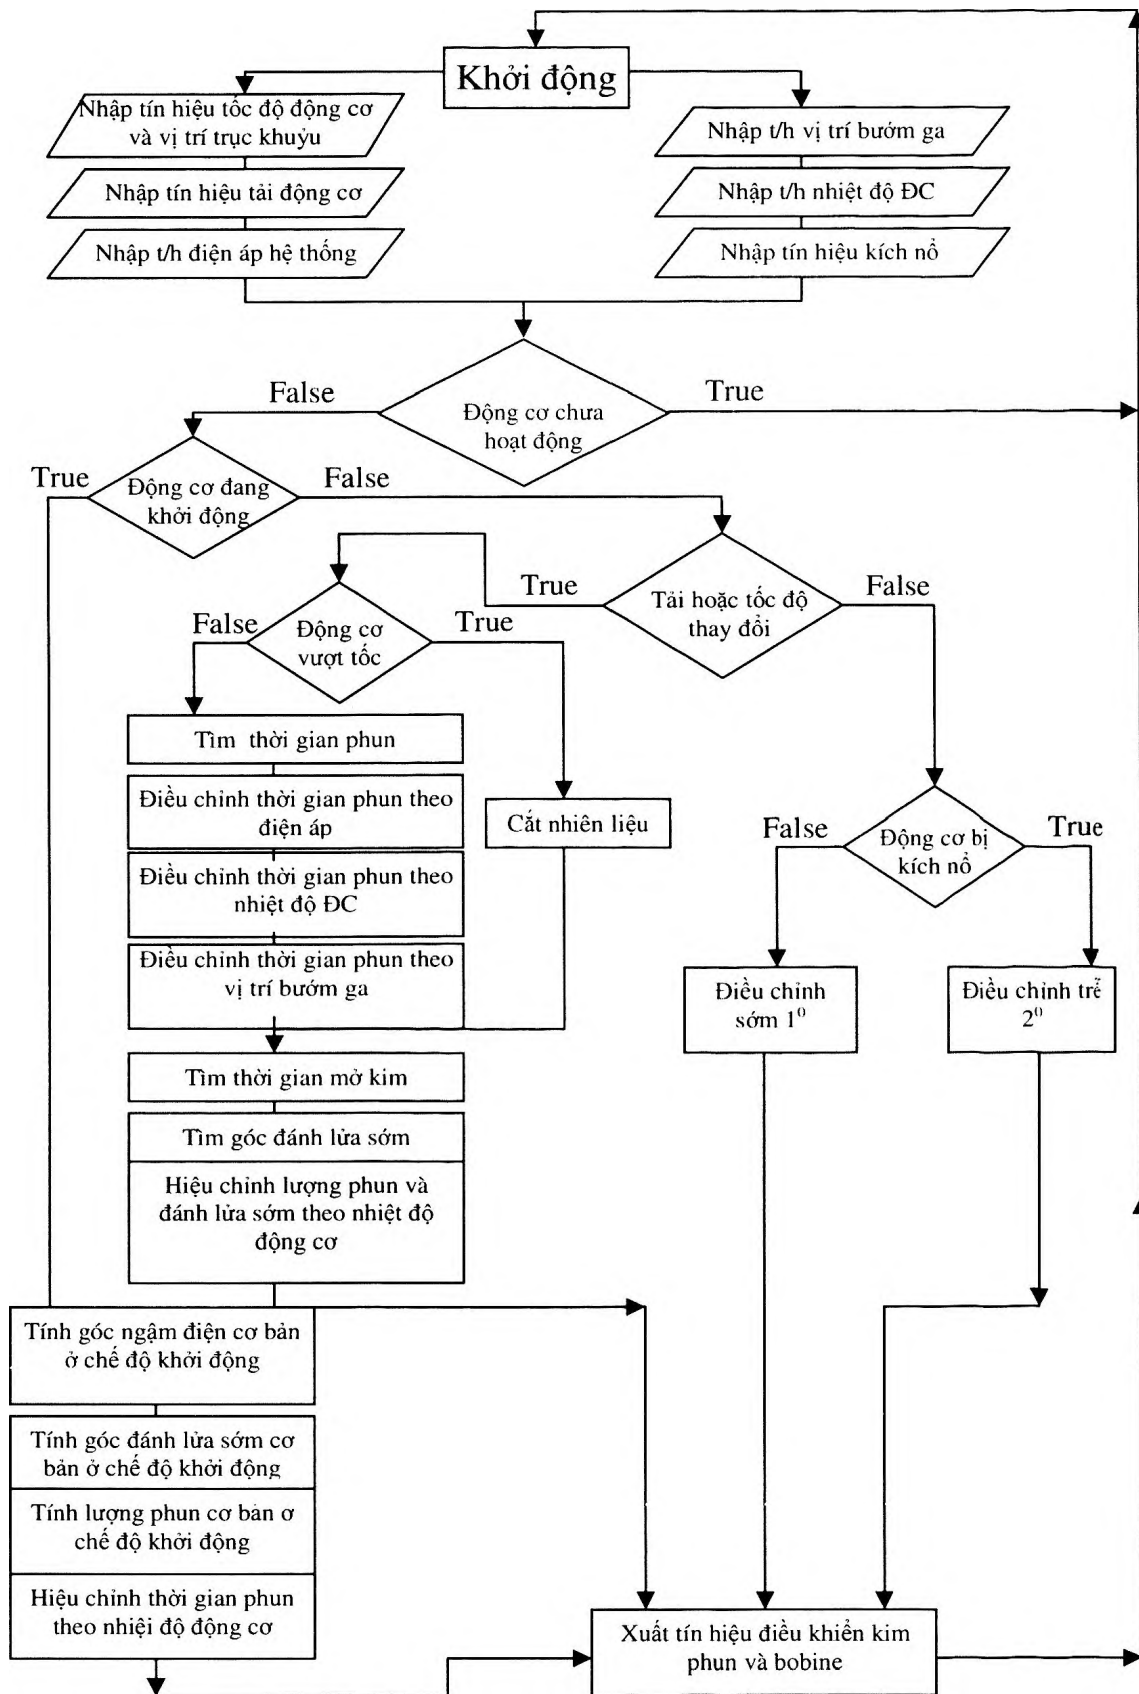 Khởi động
Nhập tín hiệu tốc độ động cơ
và vị trí trục khuỷu
Nhập tín hiệu tải động cơ
Nhập t/h điện áp hệ thống
Nhập t/h vị trí bướm ga
Nhập t/h nhiệt độ ĐC
Nhập tín hiệu kích nổ
False
True
Động cơ chưa
hoạt động
True
False
Động cơ đang
khởi động
True
False
Tải hoặc tốc độ
thay đổi
False
True
Động cơ
vượt tốc
Tìm thời gian phun
Điều chỉnh thời gian phun theo
điện áp
Điều chỉnh thời gian phun theo
nhiệt độ ĐC
Điều chỉnh thời gian phun theo
vị trí bướm ga
Cắt nhiên liệu
False
True
Động cơ bị
kích nổ
Điều chỉnh
sớm 1⁰
Điều chỉnh trễ
2⁰
Tìm thời gian mở kim
Tìm góc đánh lửa sớm
Hiệu chỉnh lượng phun và
đánh lửa sớm theo nhiệt độ
động cơ
Tính góc ngậm điện cơ bản
ở chế độ khởi động
Tính góc đánh lửa sớm cơ
bản ở chế độ khởi động
Tính lượng phun cơ bản ơ
chế độ khởi động
Hiệu chỉnh thời gian phun
theo nhiệi độ động cơ
Xuất tín hiệu điều khiển kim
phun và bobine